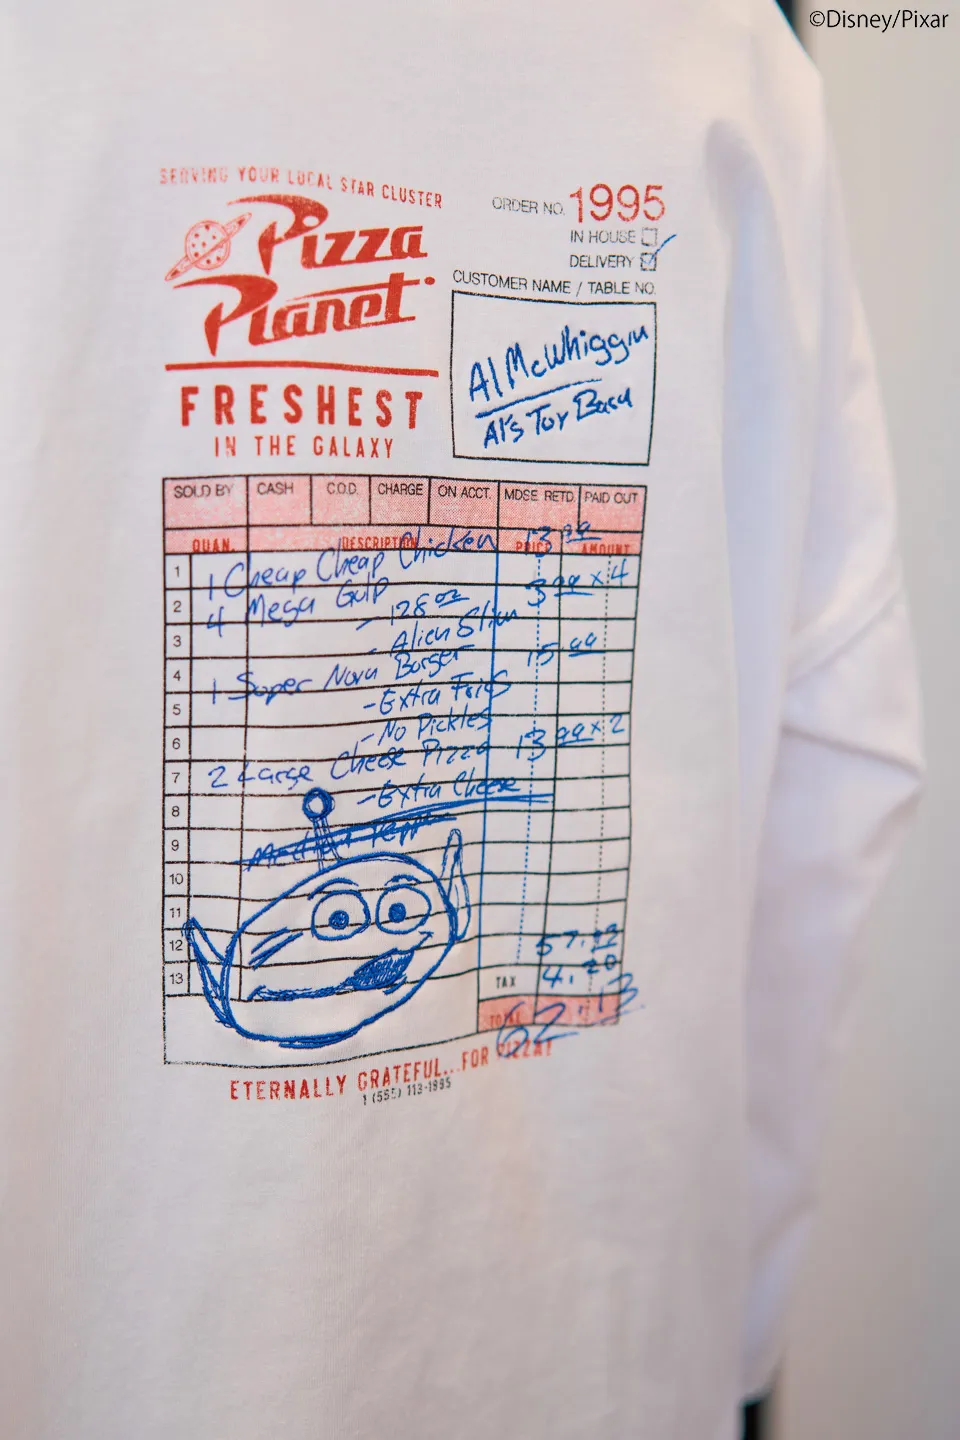 ©Disney/Pixar
SERVING YOUR LOCAL STAR CLUSTER
Pizza
Planet
FRESHEST
IN THE GALAXY
ORDER NO. 1995
IN HOUSE
DELIVERY
CUSTOMER NAME / TABLE NO.
Al McWhiggin
Al's Toy Barn
SOLD BY CASH C.O.D. CHARGE ON ACCT. MDSE. RETD. PAID OUT
QUAN. DESCRIPTION PRICE AMOUNT
1 1 Cheap Cheap Chicken 13.99
2 4 Mega Gulp 3.99 x 4
- 128 oz
3 - Alien Slim
4 1 Super Nova Burger 15.99
5 - Extra Fries
6 - No Pickles
7 2 Large Cheese Pizza 13.99 x 2
8 - Extra Cheese
9
10
11
12 57.93
13 TAX 4.20
TOTAL 62.13
ETERNALLY GRATEFUL...FOR PIZZA!
1 (555) 113-1995